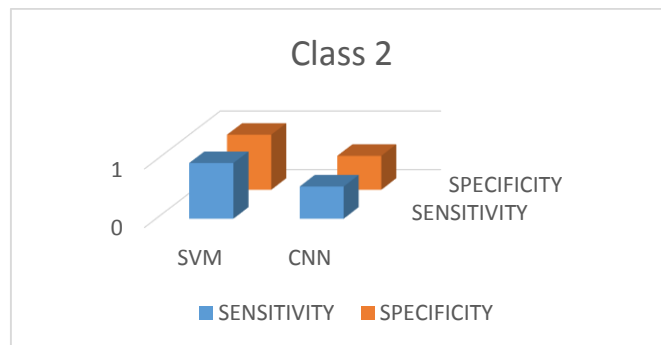 Class 2
1
0
SPECIFICITY
SENSITIVITY
SVM CNN
SENSITIVITY SPECIFICITY